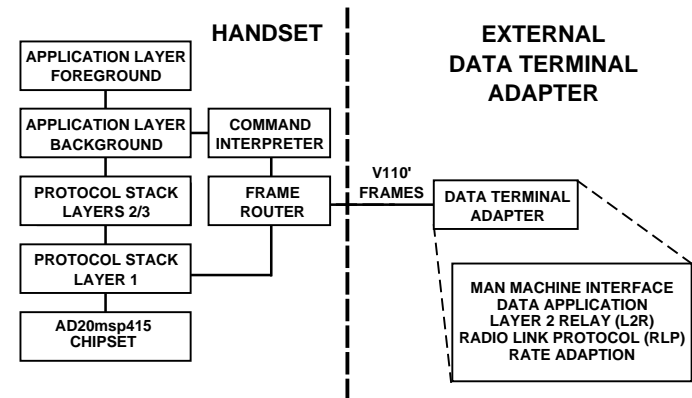 HANDSET
EXTERNAL
DATA TERMINAL
ADAPTER
APPLICATION LAYER
FOREGROUND
APPLICATION LAYER
BACKGROUND
COMMAND
INTERPRETER
PROTOCOL STACK
LAYERS 2/3
FRAME
ROUTER
V110'
FRAMES
DATA TERMINAL
ADAPTER
PROTOCOL STACK
LAYER 1
AD20msp415
CHIPSET
MAN MACHINE INTERFACE
DATA APPLICATION
LAYER 2 RELAY (L2R)
RADIO LINK PROTOCOL (RLP)
RATE ADAPTION